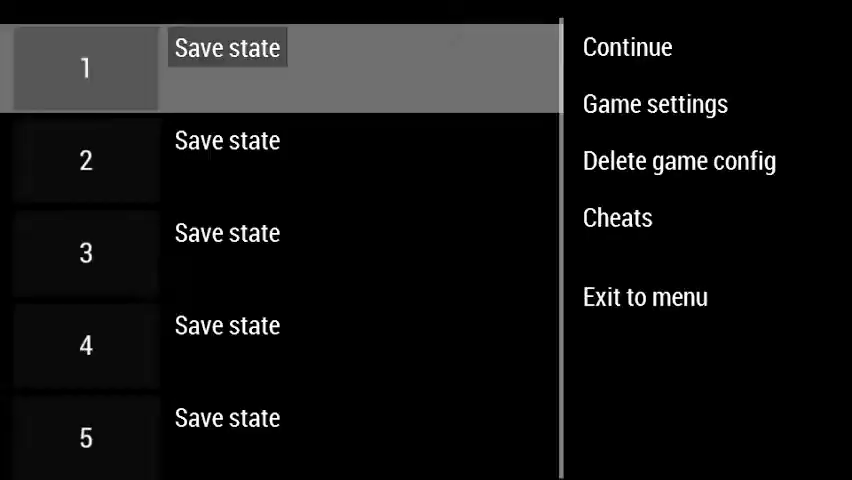 1
Save state
2
Save state
3
Save state
4
Save state
5
Save state
Continue
Game settings
Delete game config
Cheats
Exit to menu